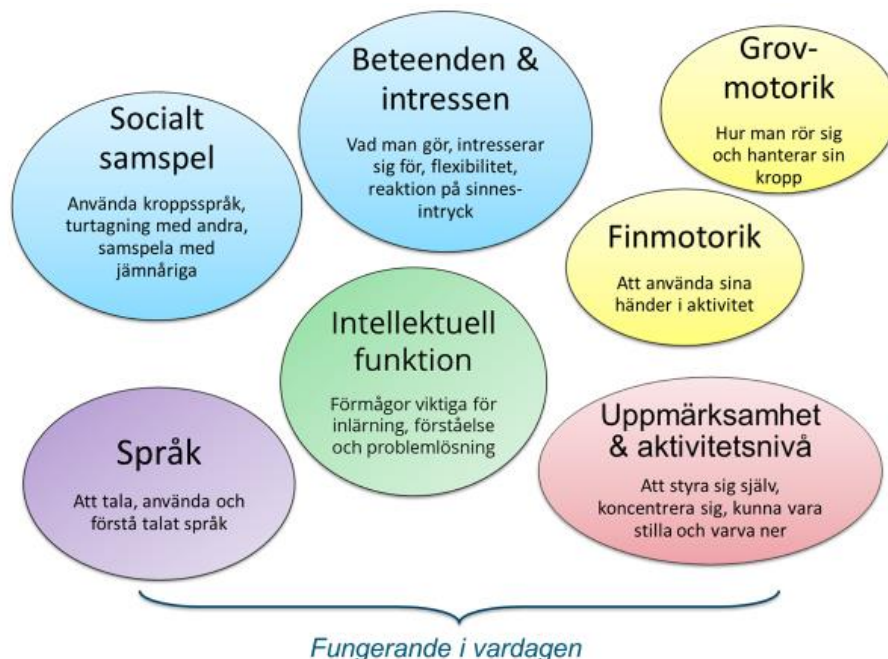 Socialt
samspel
Använda kroppsspråk,
turtagning med andra,
samspela med
jämnåriga
Beteenden &
intressen
Vad man gör, intresserar
sig för, flexibilitet,
reaktion på sinnes-
intryck
Grov-
motorik
Hur man rör sig
och hanterar sin
kropp
Finmotorik
Att använda sina
händer i aktivitet
Intellektuell
funktion
Förmågor viktiga för
inlärning, förståelse
och problemlösning
Språk
Att tala, använda och
förstå talat språk
Uppmärksamhet
& aktivitetsnivå
Att styra sig själv,
koncentrera sig, kunna vara
stilla och varva ner
Fungerande i vardagen